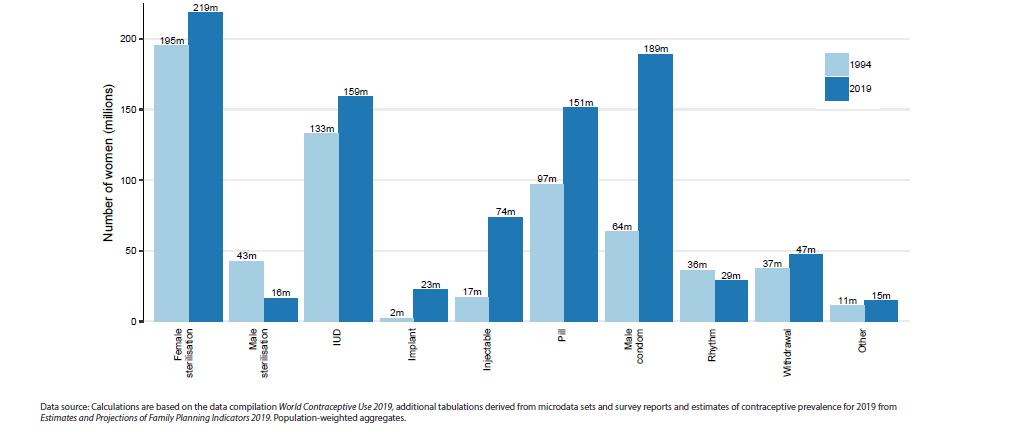 219m
200
195m
189m
1994
2019
Number of women (millions)
159m
150
151m
133m
100
97m
74m
64m
50
43m
47m
36m
37m
29m
23m
17m
16m
11m
15m
2m
0
Female
sterilisation
Male
sterilisation
IUD
Implant
Injectable
Pill
Male
condom
Rhythm
Withdrawal
Other
Data source: Calculations are based on the data compilation World Contraceptive Use 2019, additional tabulations derived from microdata sets and survey reports and estimates of contraceptive prevalence for 2019 from
Estimates and Projections of Family Planning Indicators 2019. Population-weighted aggregates.